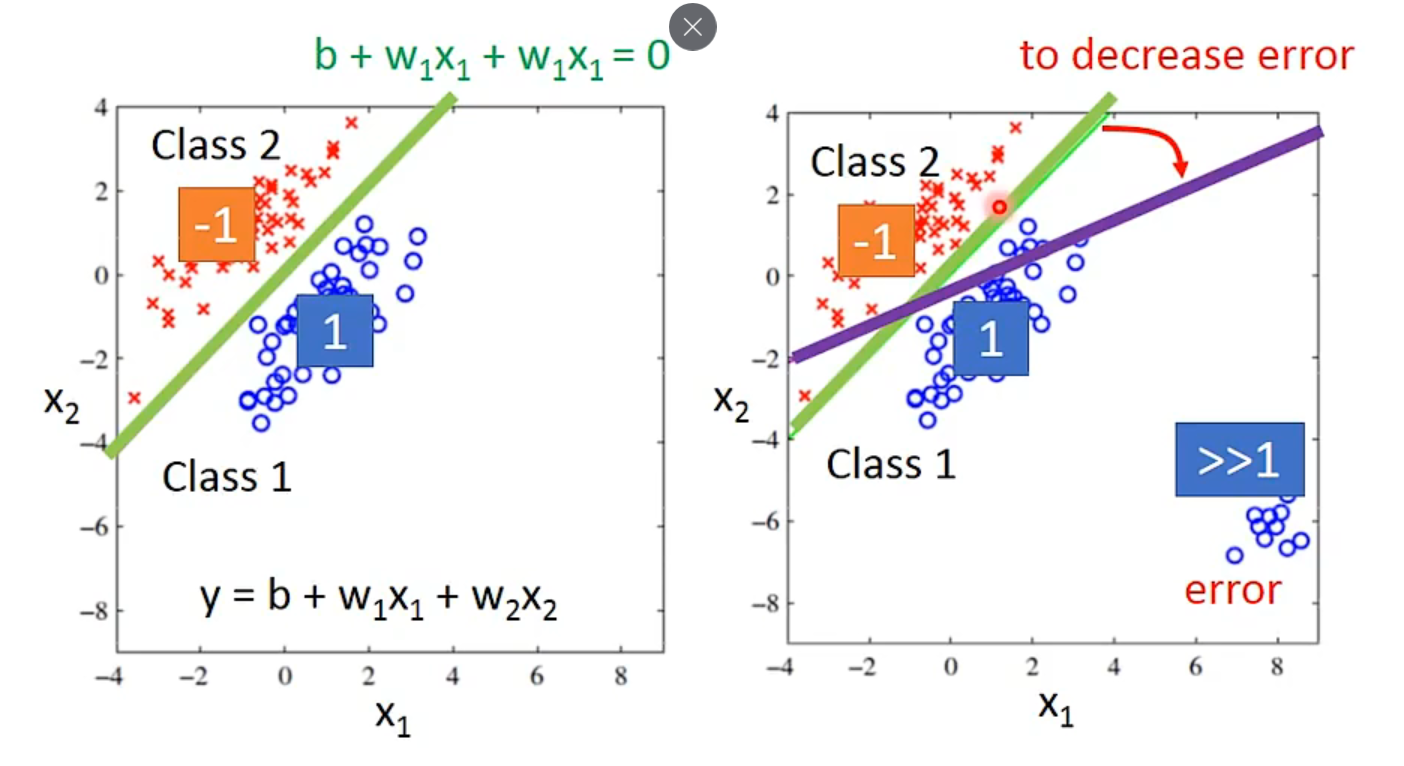 b + w₁x₁ + w₁x₁ = 0
4
2
0
−2
−4
−6
−8
−4
−2
0
2
4
6
8
x₂
x₁
Class 2
-1
1
Class 1
y = b + w₁x₁ + w₂x₂
to decrease error
4
2
0
−2
−4
−6
−8
−4
−2
0
2
4
6
8
x₂
x₁
Class 2
-1
1
Class 1
>>1
error